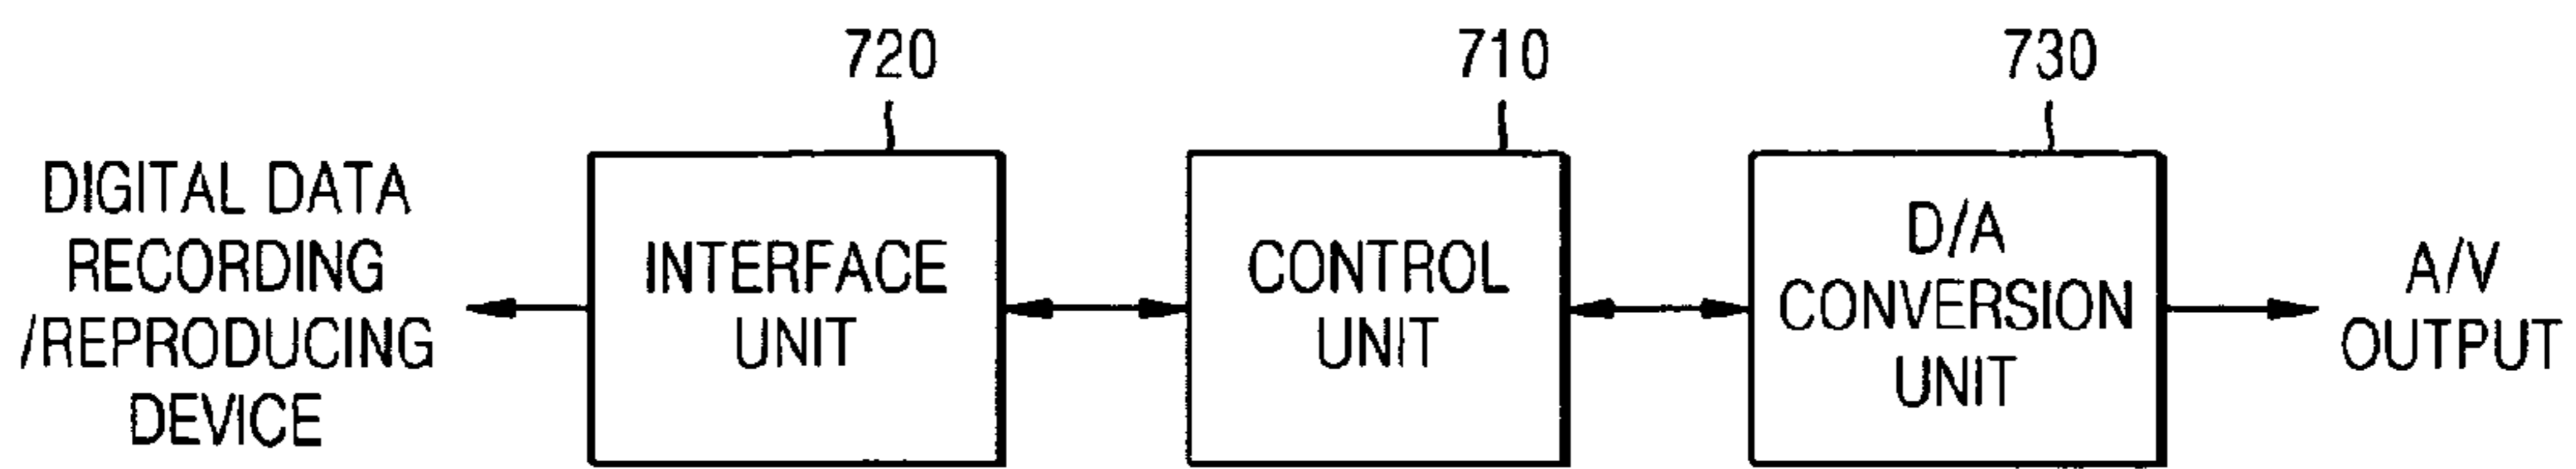 720
710
730
DIGITAL DATA
RECORDING
/REPRODUCING
DEVICE
INTERFACE
UNIT
CONTROL
UNIT
D/A
CONVERSION
UNIT
A/V
OUTPUT